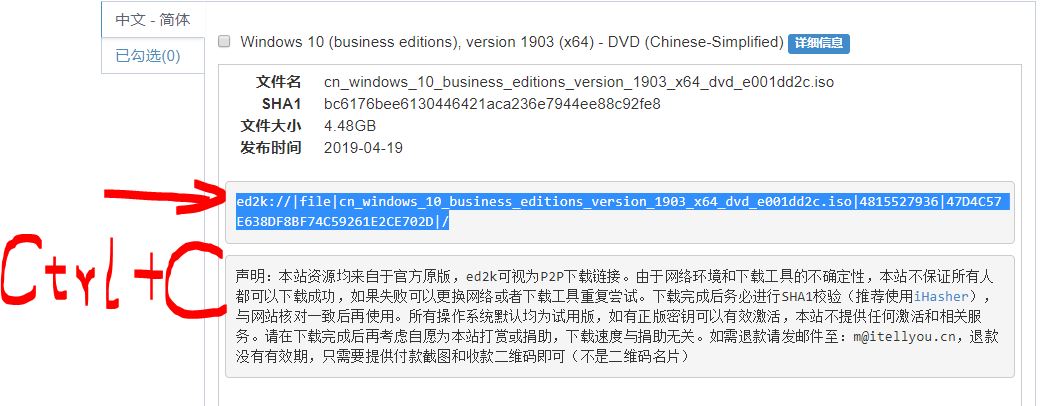 中文 - 简体
已勾选(0)
Windows 10 (business editions), version 1903 (x64) - DVD (Chinese-Simplified) 详细信息
文件名 cn_windows_10_business_editions_version_1903_x64_dvd_e001dd2c.iso
SHA1 bc6176bee6130446421aca236e7944ee88c92fe8
文件大小 4.48GB
发布时间 2019-04-19
ed2k://|file|cn_windows_10_business_editions_version_1903_x64_dvd_e001dd2c.iso|4815527936|47D4C57
E638DF8BF74C59261E2CE702D|/
Ctrl+C
声明：本站资源均来自于官方原版，ed2k可视为P2P下载链接。由于网络环境和下载工具的不确定性，本站不保证所有人
都可以下载成功，如果失败可以更换网络或者下载工具重复尝试。下载完成后务必进行SHA1校验（推荐使用iHasher），
与网站核对一致后再使用。所有操作系统默认均为试用版，如有正版密钥可以有效激活，本站不提供任何激活和相关服
务。请在下载完成后再考虑自愿为本站打赏或捐助，下载速度与捐助无关。如需退款请发邮件至：m@itellyou.cn，退款
没有有效期，只需要提供付款截图和收款二维码即可（不是二维码名片）